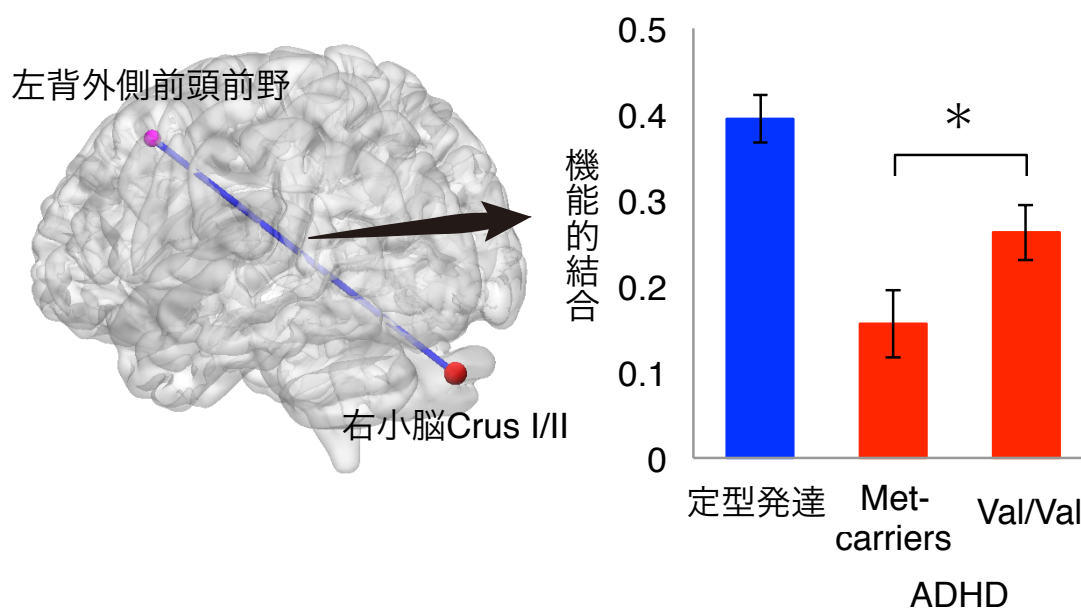 左背外側前頭前野
右小脳Crus I/II
機能的結合
0.5
0.4
0.3
0.2
0.1
0
*
定型発達
Met-
carriers
Val/Val
ADHD